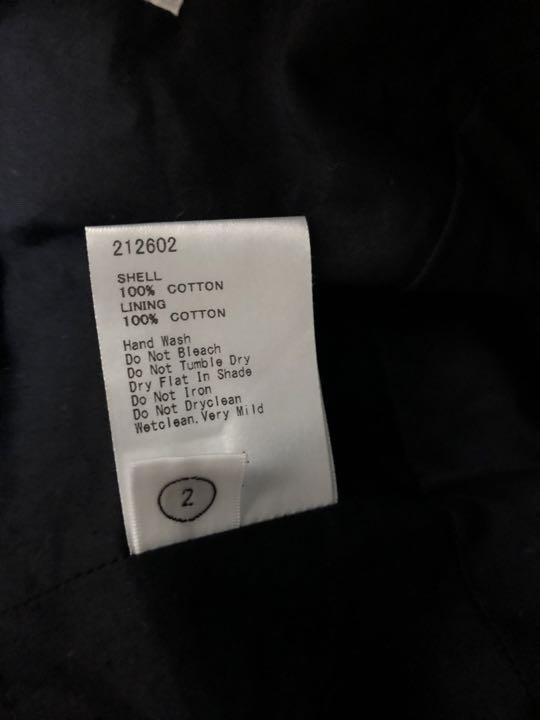 212602
SHELL
100% COTTON
LINING
100% COTTON
Hand Wash
Do Not Bleach
Do Not Tumble Dry
Dry Flat In Shade
Do Not Iron
Do Not Dryclean
Wetclean.Very Mild
2